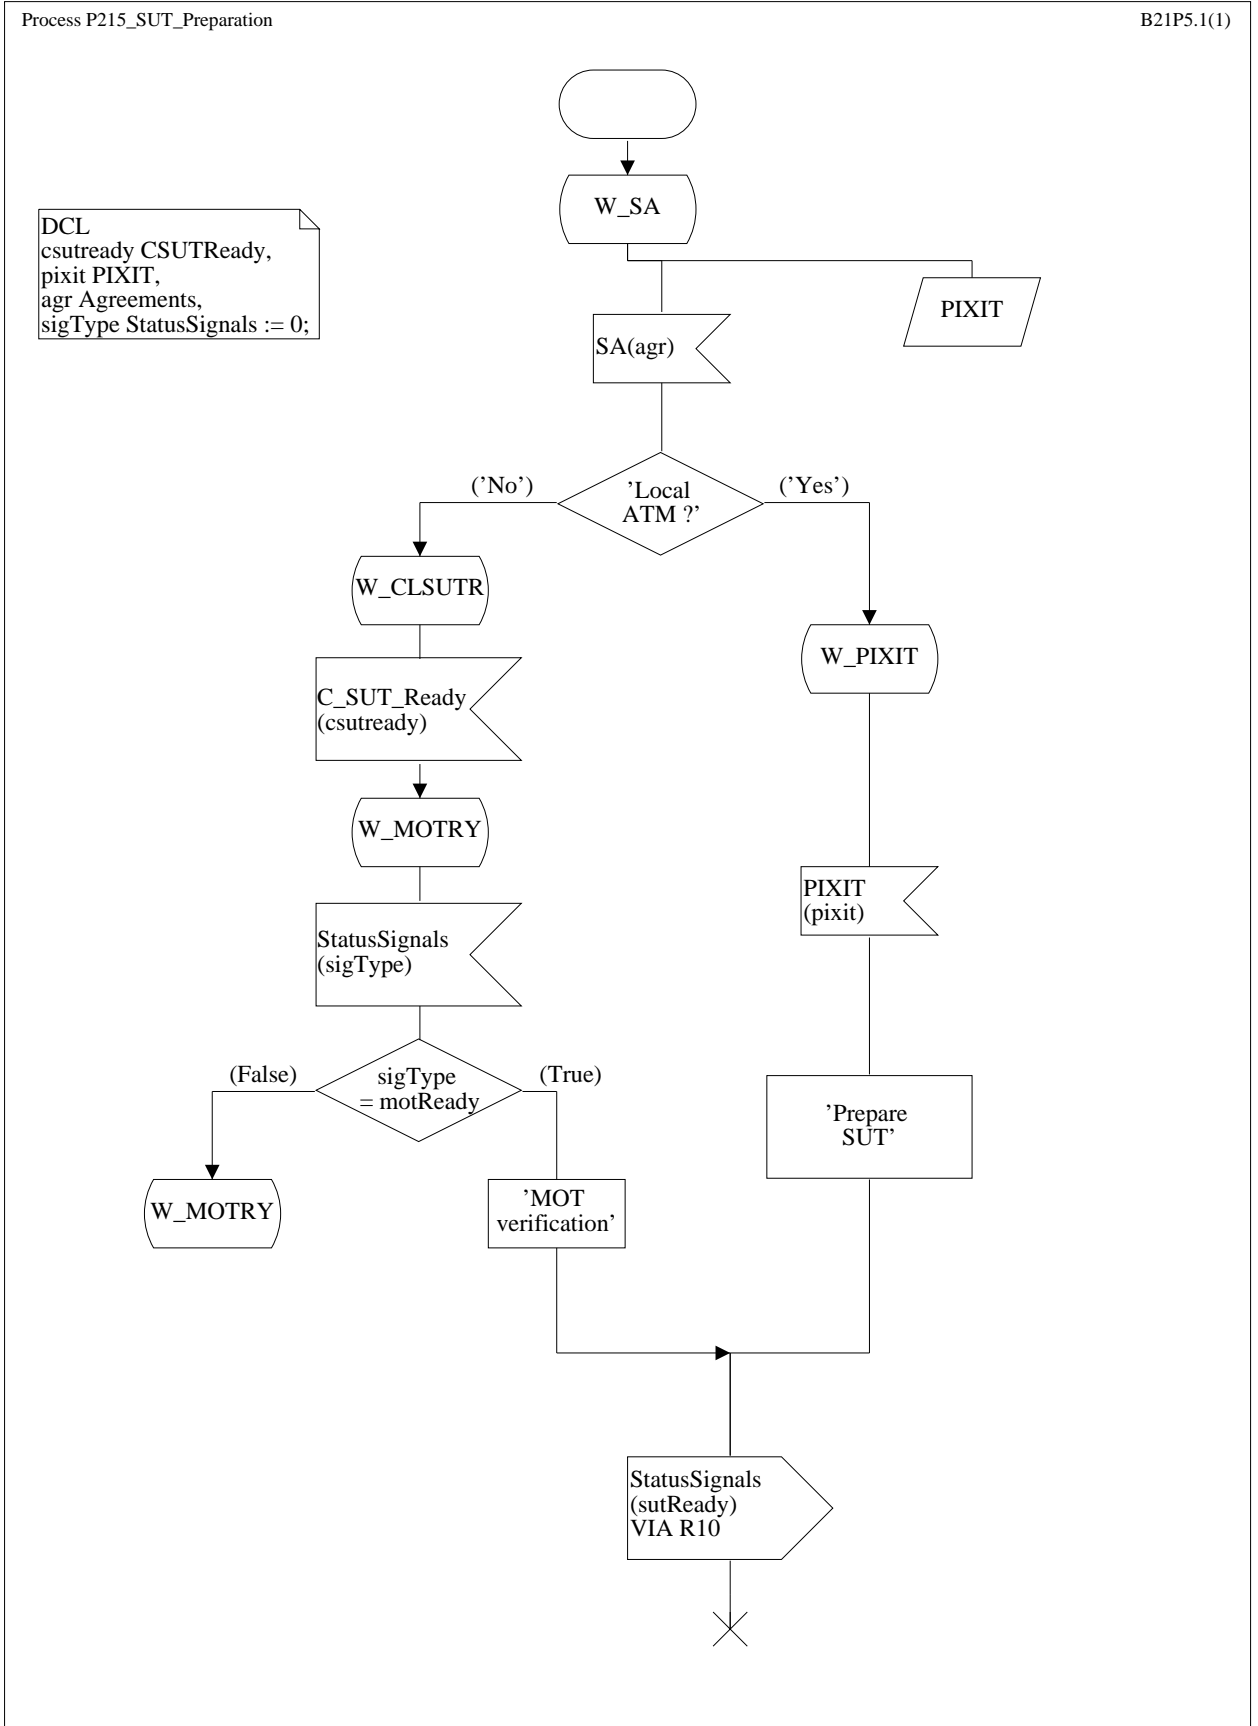 Process P215_SUT_Preparation
B21P5.1(1)
W_SA
DCL
csutready CSUTReady,
pixit PIXIT,
agr Agreements,
sigType StatusSignals := 0;
PIXIT
SA(agr)
(’No’)
’Local
ATM ?’
(’Yes’)
W_CLSUTR
W_PIXIT
C_SUT_Ready
(csutready)
W_MOTRY
PIXIT
(pixit)
StatusSignals
(sigType)
(False)
sigType
= motReady
(True)
’Prepare
SUT’
W_MOTRY
’MOT
verification’
StatusSignals
(sutReady)
VIA R10